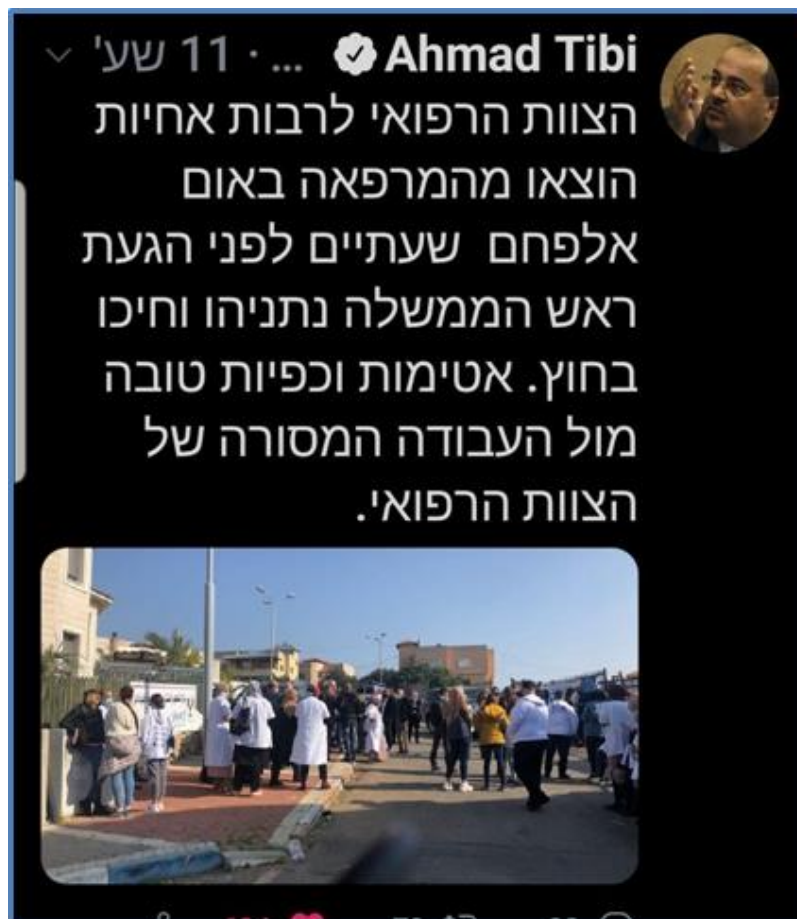 Ahmad Tibi ... · 11 שע'
הצוות הרפואי לרבות אחיות
הוצאו מהמרפאה באום
אלפחם שעתיים לפני הגעת
ראש הממשלה נתניהו וחיכו
בחוץ. אטימות וכפיות טובה
מול העבודה המסורה של
הצוות הרפואי.